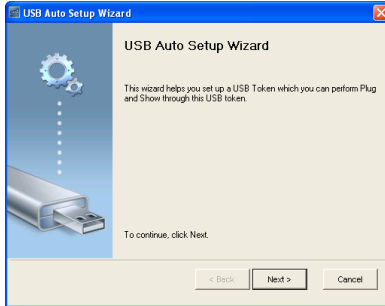 USB Auto Setup Wizard
USB Auto Setup Wizard
This wizard helps you set up a USB Token which you can perform Plug
and Show through this USB token.
To continue, click Next.
< Back
Next >
Cancel